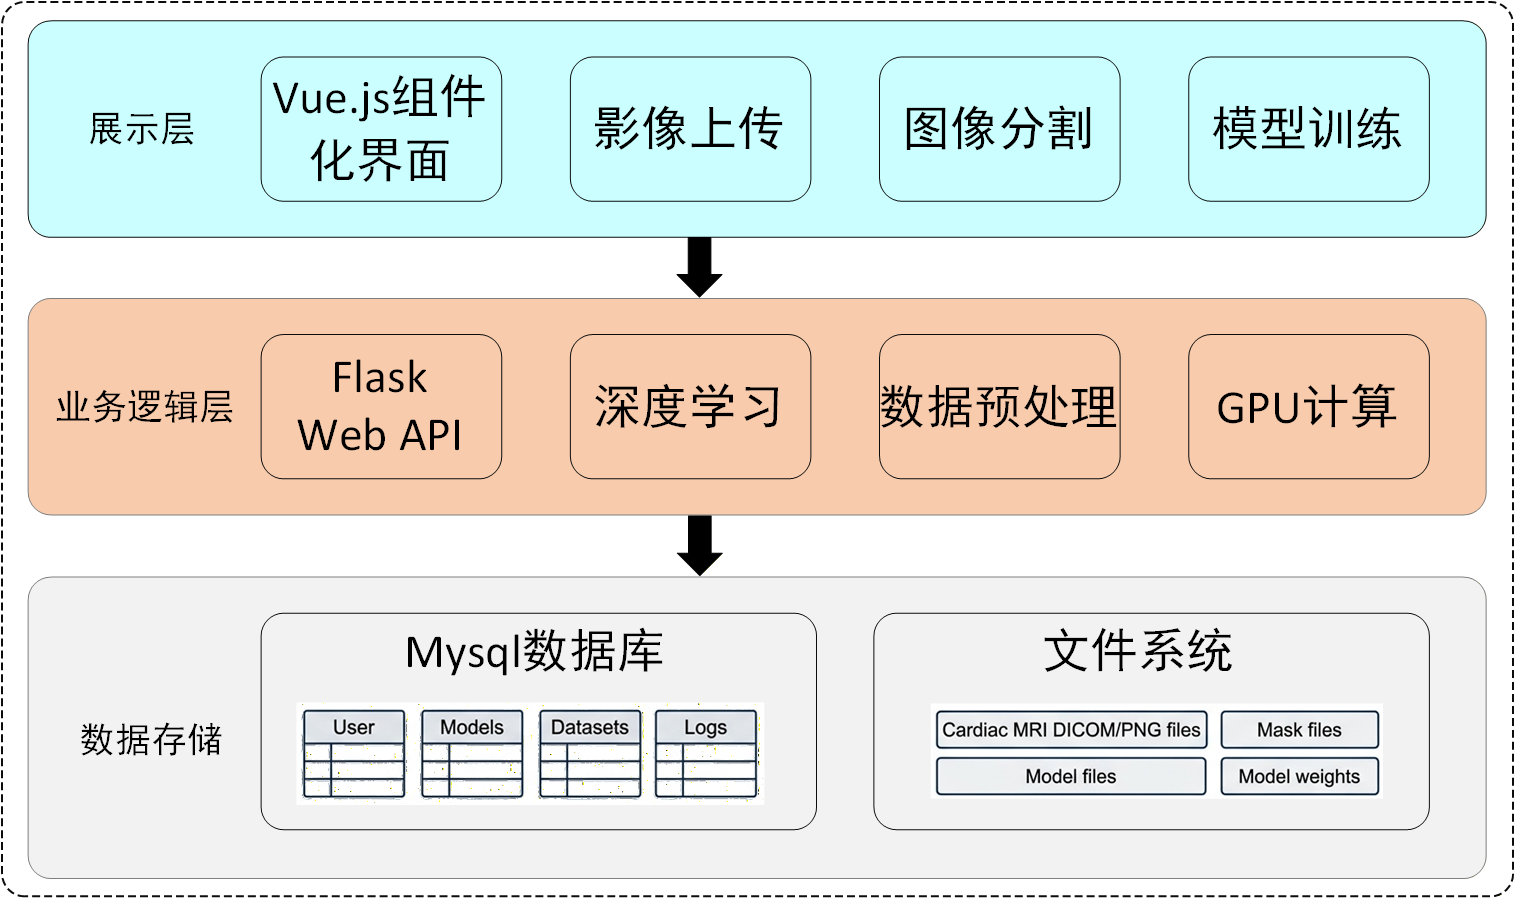 展示层
Vue.js组件
化界面
影像上传
图像分割
模型训练
业务逻辑层
Flask
Web API
深度学习
数据预处理
GPU计算
数据存储
Mysql数据库
User
Models
Datasets
Logs
文件系统
Cardiac MRI DICOM/PNG files
Mask files
Model files
Model weights